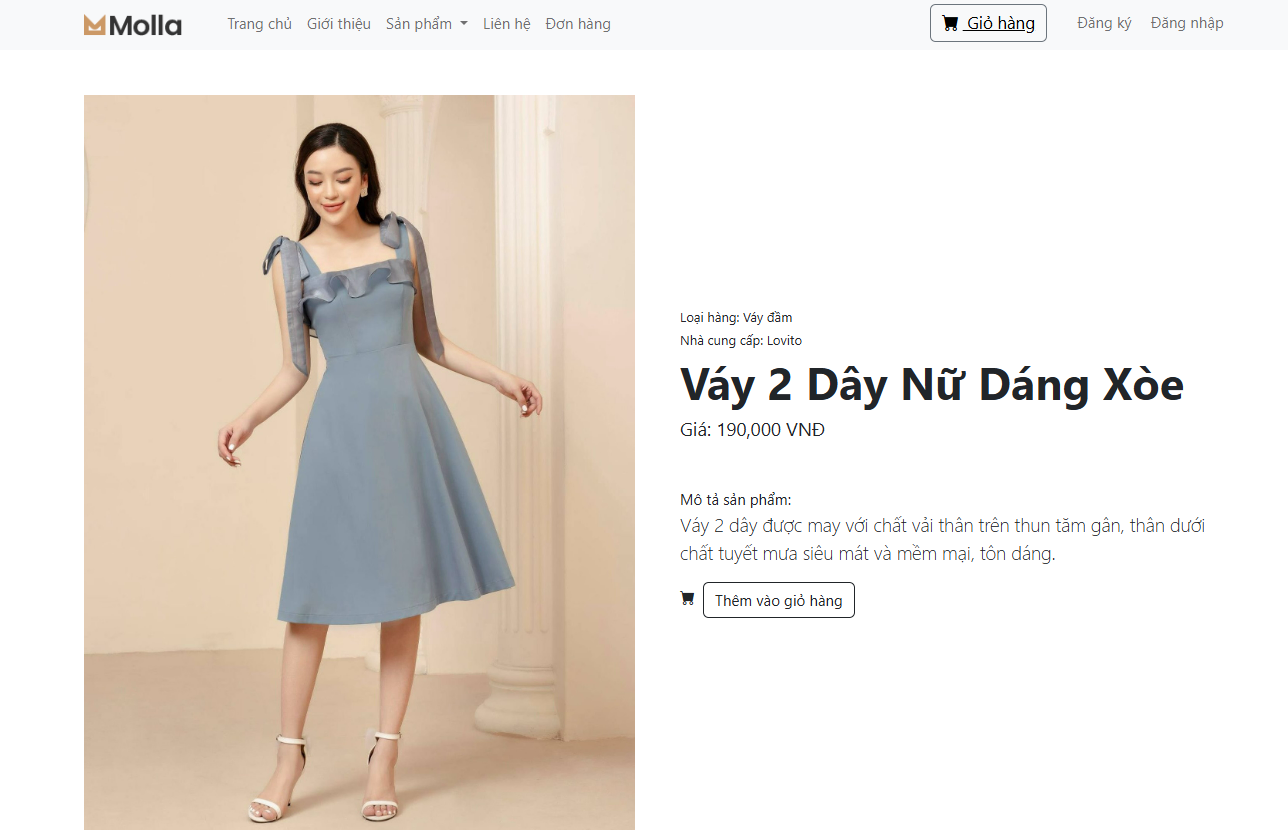 Molla
Trang chủ Giới thiệu Sản phẩm Liên hệ Đơn hàng
Giỏ hàng
Đăng ký Đăng nhập
Loại hàng: Váy đầm
Nhà cung cấp: Lovito
Váy 2 Dây Nữ Dáng Xòe
Giá: 190,000 VNĐ
Mô tả sản phẩm:
Váy 2 dây được may với chất vải thân trên thun tăm gân, thân dưới
chất tuyết mưa siêu mát và mềm mại, tôn dáng.
Thêm vào giỏ hàng